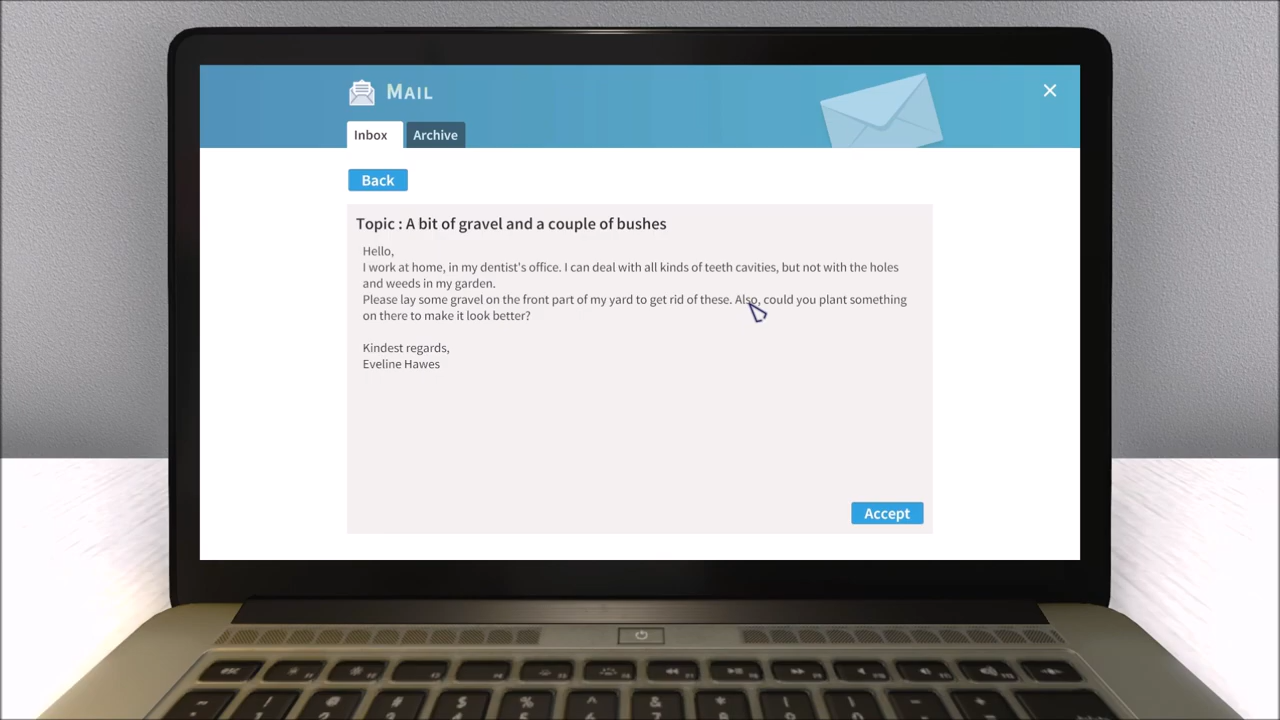 MAIL
Inbox
Archive
Back
Topic : A bit of gravel and a couple of bushes
Hello,
I work at home, in my dentist's office. I can deal with all kinds of teeth cavities, but not with the holes
and weeds in my garden.
Please lay some gravel on the front part of my yard to get rid of these. Also, could you plant something
on there to make it look better?
Kindest regards,
Eveline Hawes
Accept